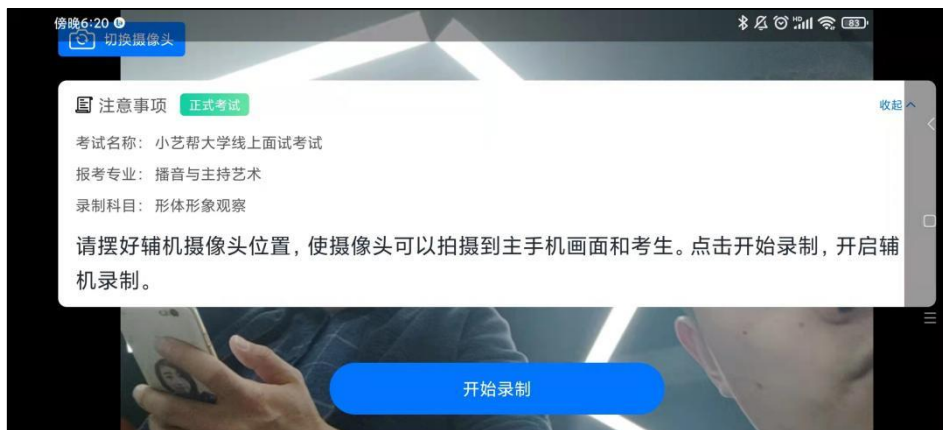 傍晚6:20
83
切换摄像头
注意事项 正式考试 收起
考试名称： 小艺帮大学线上面试考试
报考专业： 播音与主持艺术
录制科目： 形体形象观察
请摆好辅机摄像头位置，使摄像头可以拍摄到主手机画面和考生。点击开始录制，开启辅
机录制。
开始录制